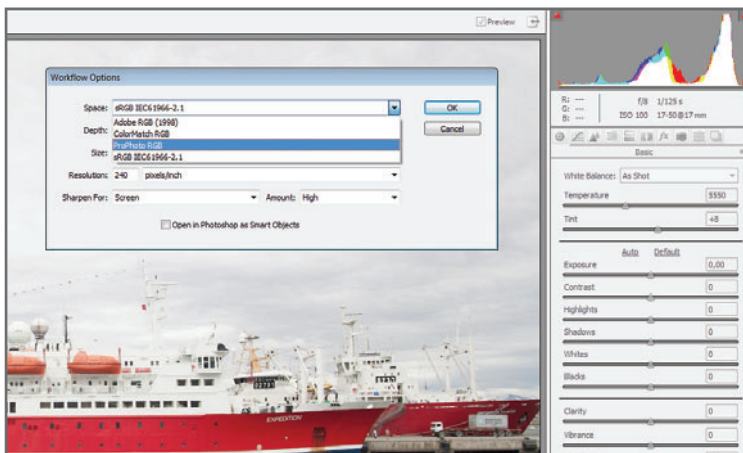 Preview
Workflow Options
Space: sRGB IEC61966-2.1
OK
Adobe RGB (1998)
Depth: ColorMatch RGB
Cancel
ProPhoto RGB
Size: sRGB IEC61966-2.1
Resolution: 240 pixels/inch
Sharpen For: Screen Amount: High
Open in Photoshop as Smart Objects
EXPEDITION
R: ---
G: ---
B: ---
f/8 1/125 s
ISO 100 17-50@17 mm
Basic
White Balance: As Shot
Temperature 5550
Tint +8
Auto Default
Exposure 0,00
Contrast 0
Highlights 0
Shadows 0
Whites 0
Blacks 0
Clarity 0
Vibrance 0